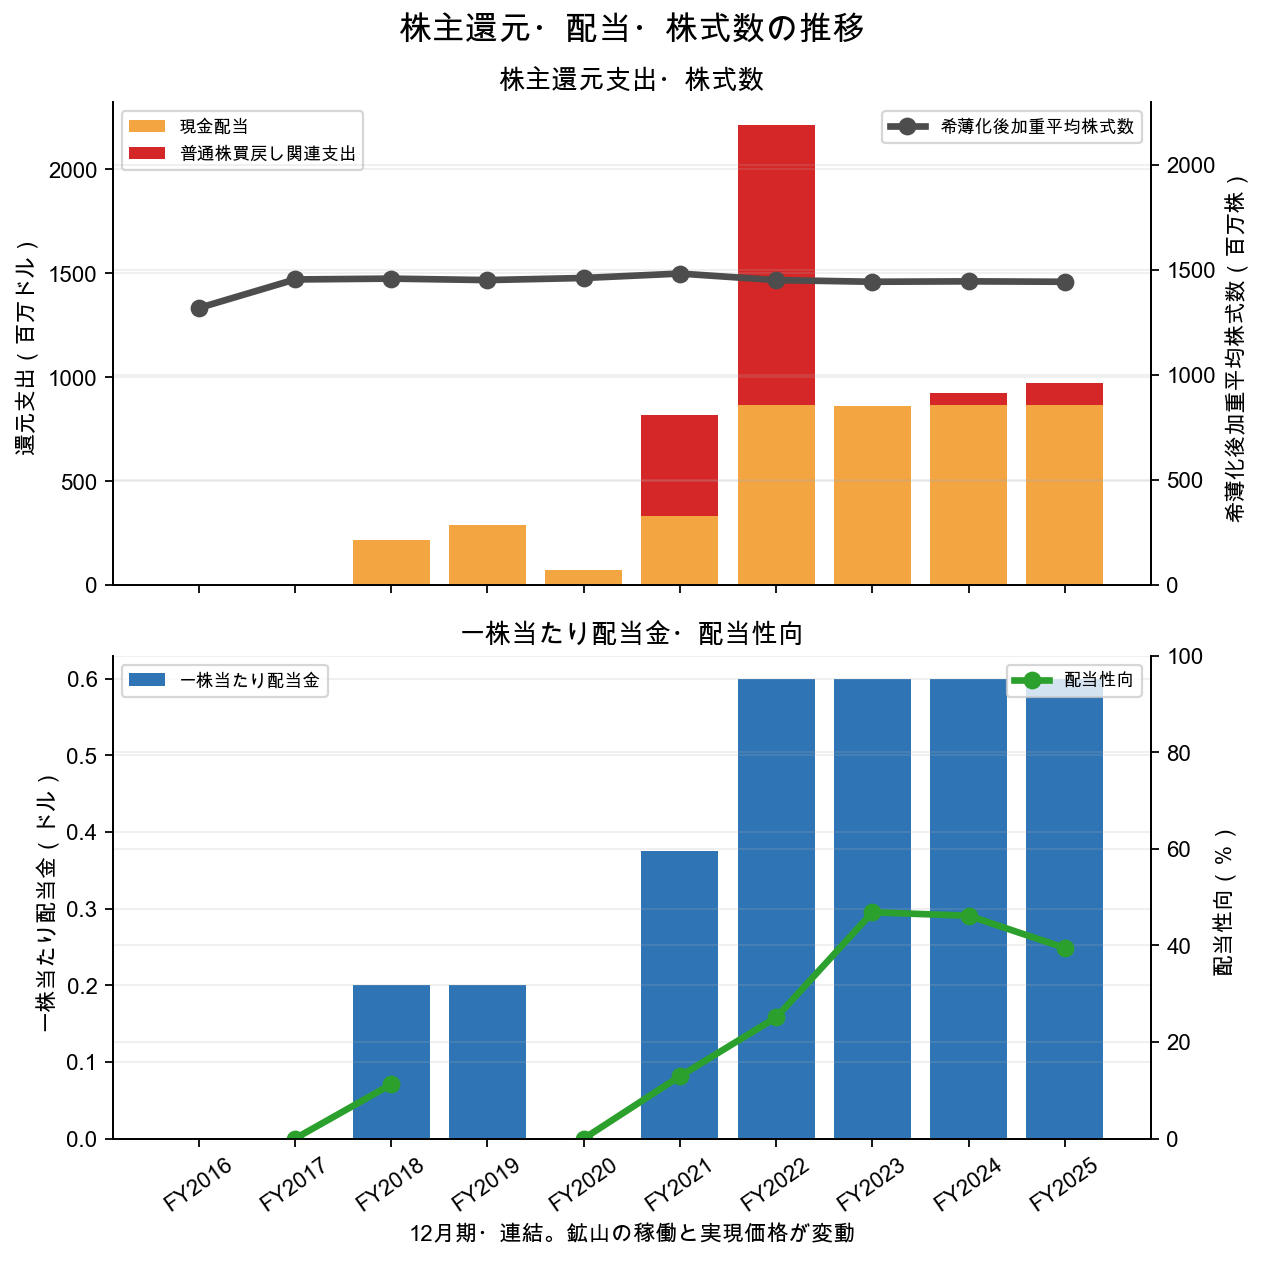 株主還元・配当・株式数の推移
株主還元支出・株式数
現金配当
普通株買戻し関連支出
希薄化後加重平均株式数
2000
1500
1000
500
0
還元支出(百万ドル)
2000
1500
1000
500
0
希薄化後加重平均株式数(百万株)
一株当たり配当金・配当性向
一株当たり配当金
配当性向
0.6
0.5
0.4
0.3
0.2
0.1
0.0
一株当たり配当金(ドル)
100
80
60
40
20
0
配当性向(%)
FY2016
FY2017
FY2018
FY2019
FY2020
FY2021
FY2022
FY2023
FY2024
FY2025
12月期・連結。鉱山の稼働と実現価格が変動